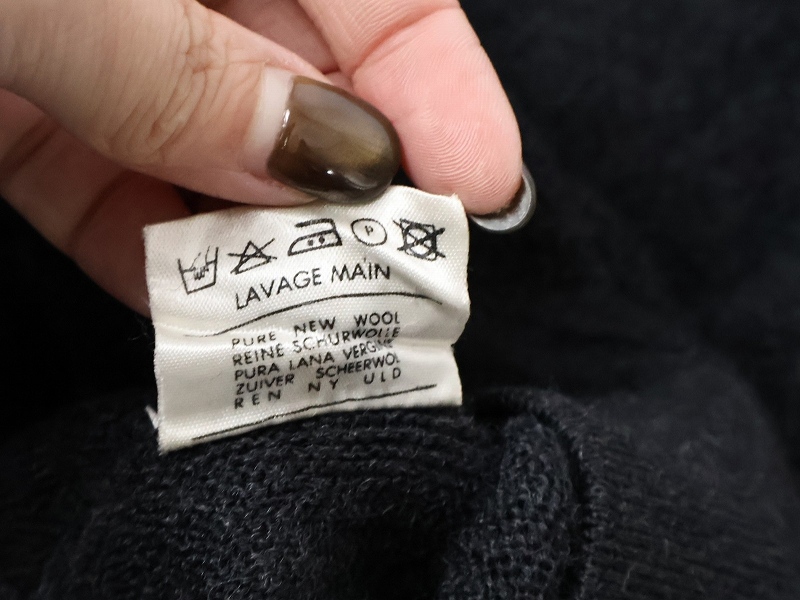 P
LAVAGE MAIN
PURE NEW WOOL
REINE SCHURWOLLE
PURA LANA VERGINE
ZUIVER SCHEERWOL
REN NY ULD